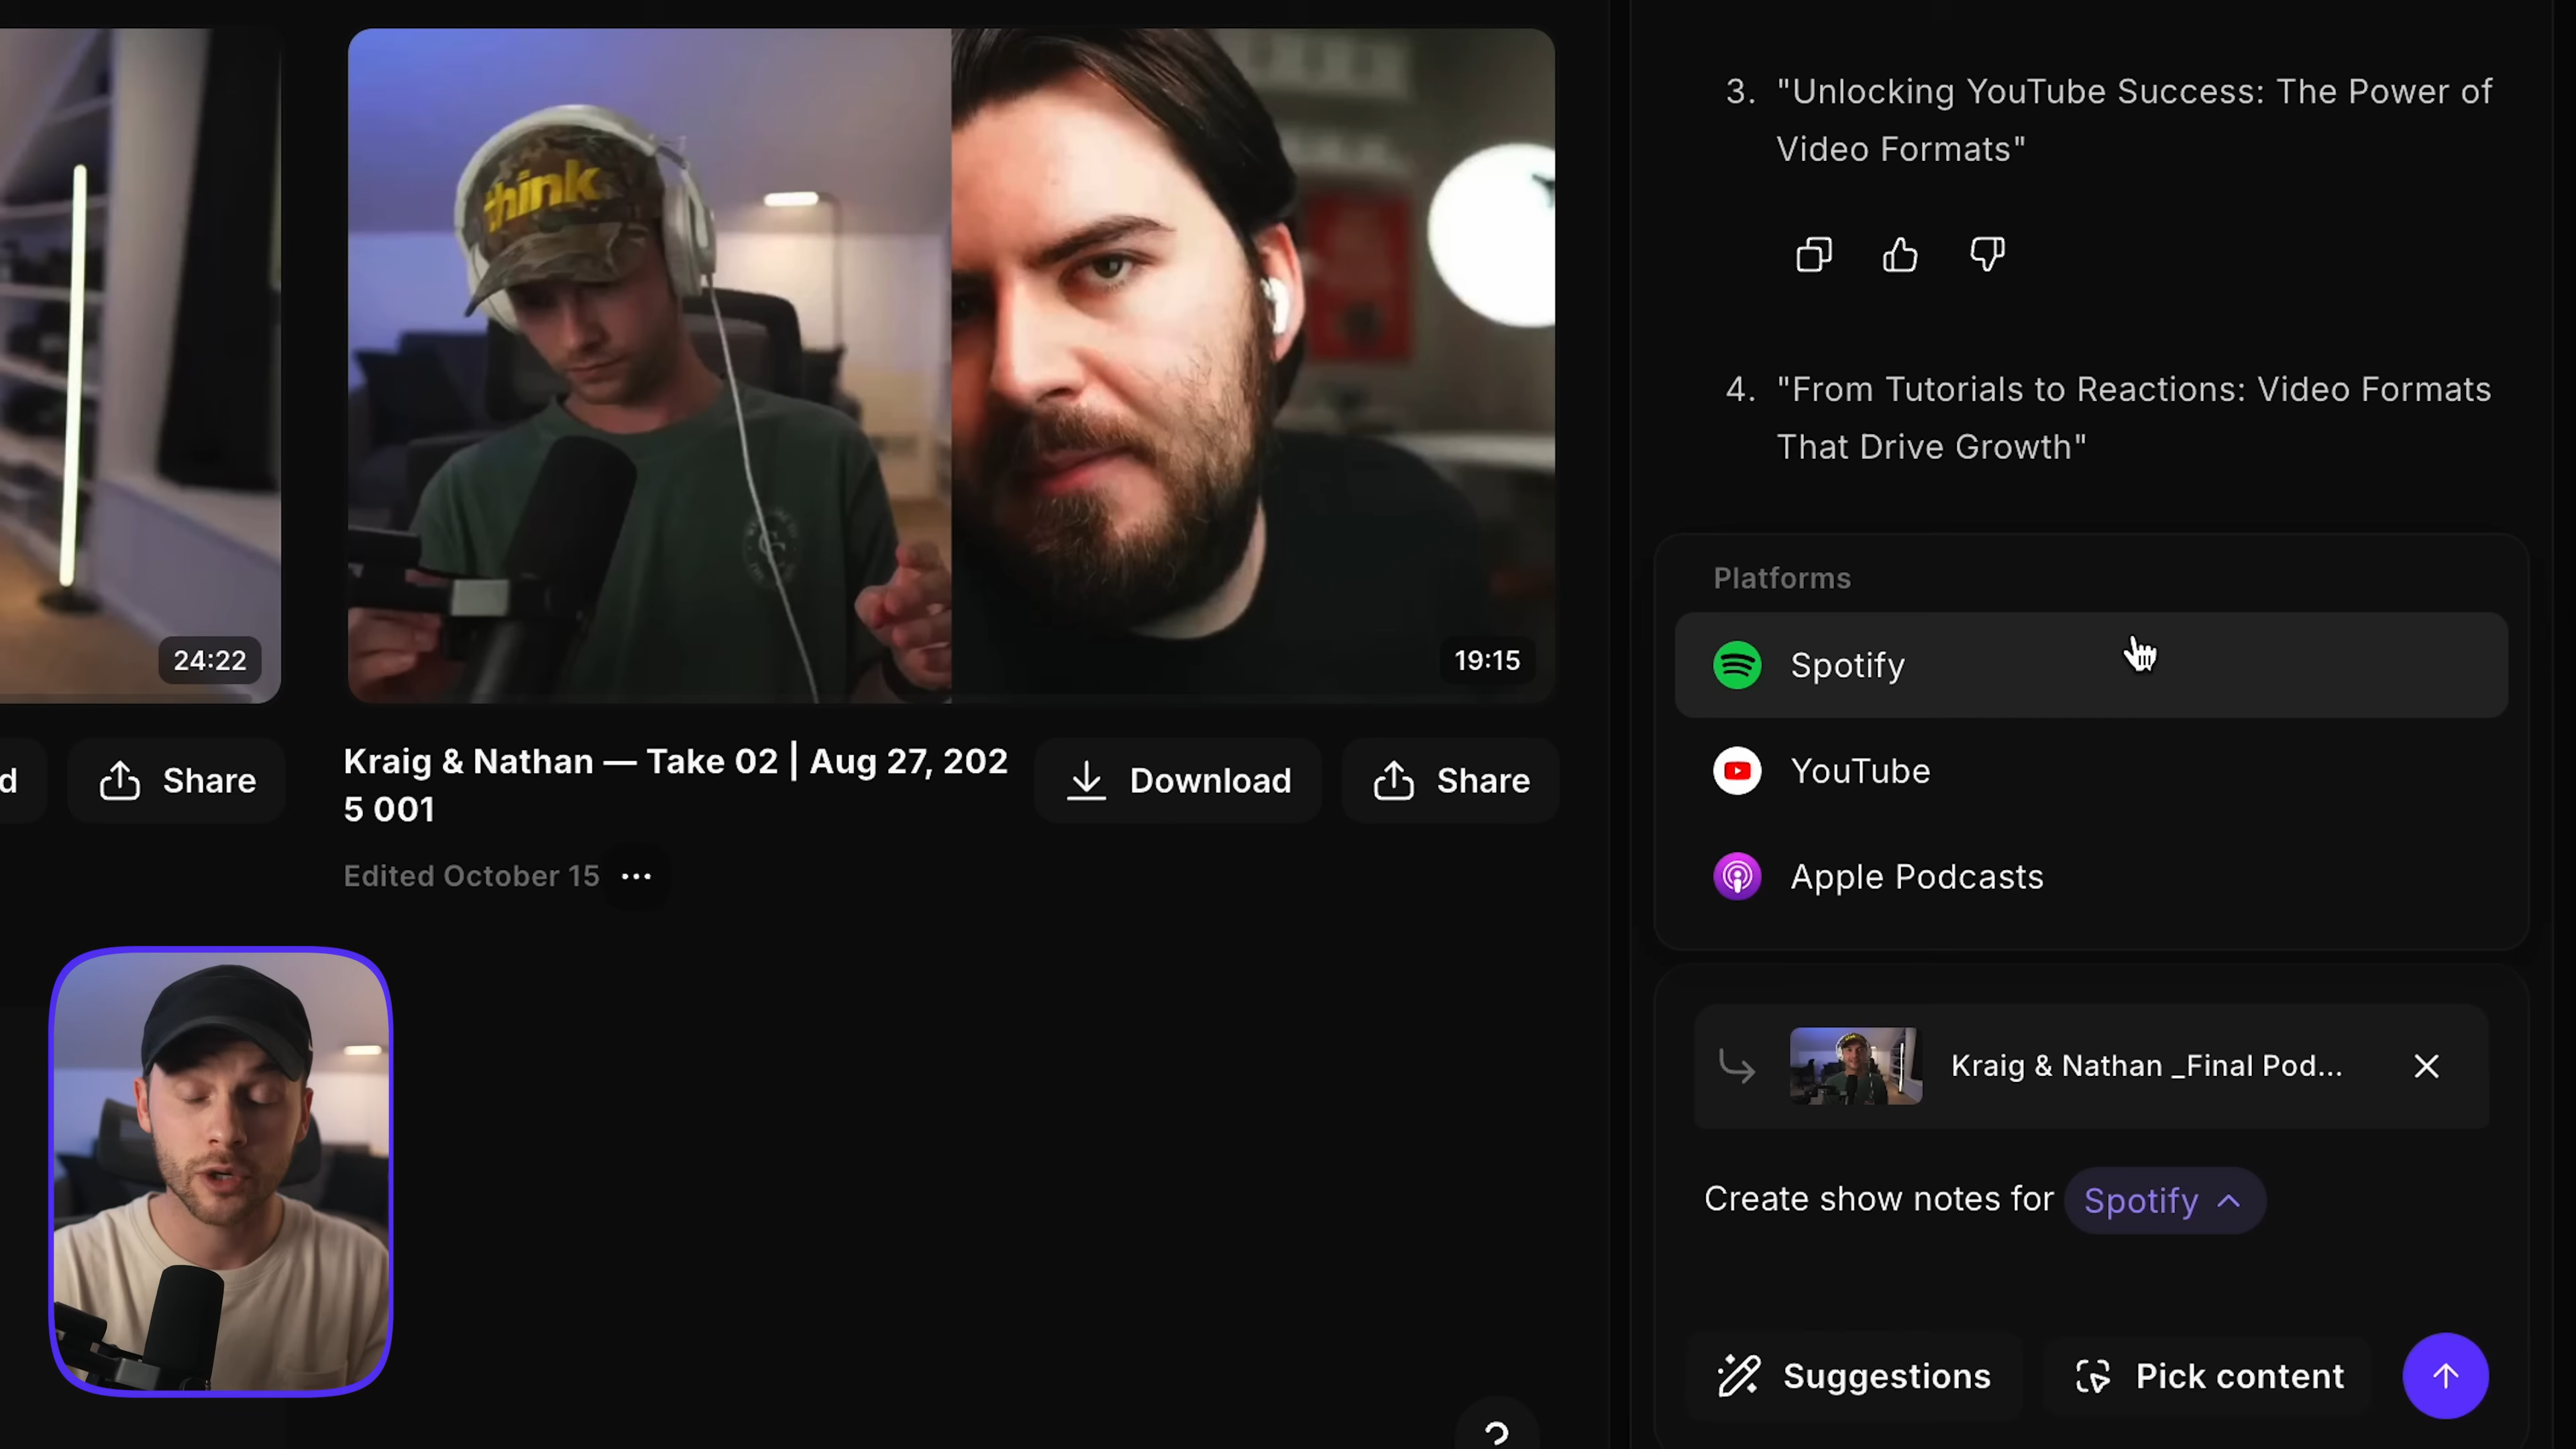 think
24:22
19:15
d
Share
Kraig & Nathan — Take 02 | Aug 27, 202
5 001
Download
Share
Edited October 15
3. "Unlocking YouTube Success: The Power of
Video Formats"
4. "From Tutorials to Reactions: Video Formats
That Drive Growth"
Platforms
Spotify
YouTube
Apple Podcasts
Kraig & Nathan _Final Pod...
Create show notes for Spotify
Suggestions
Pick content
?